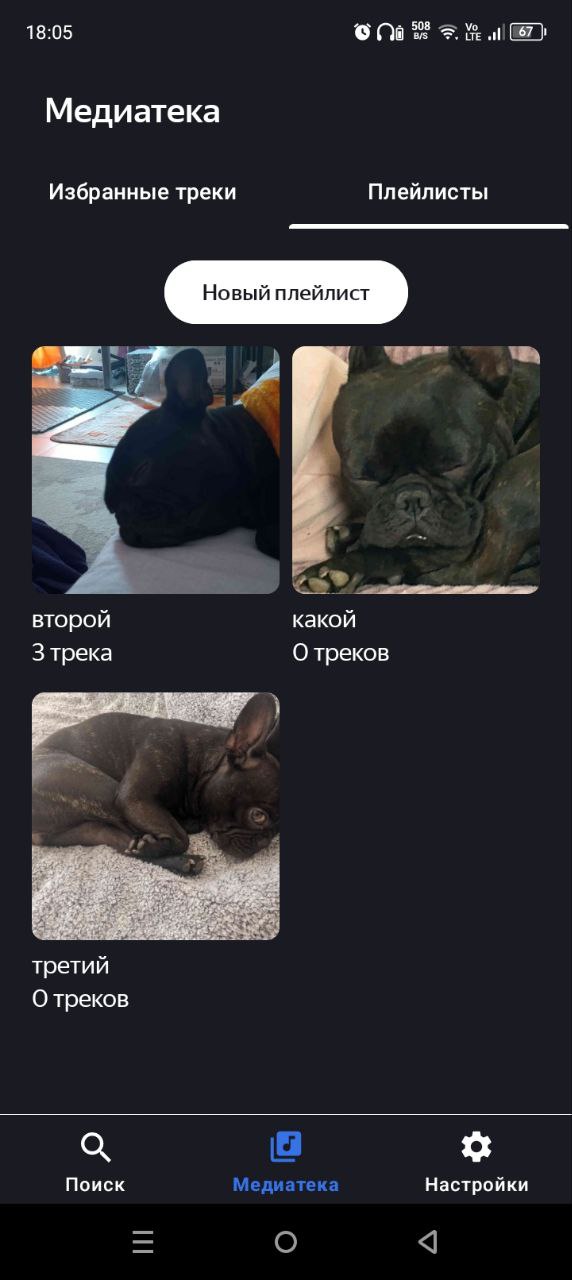 18:05
508
B/S
Vo
LTE
67
Медиатека
Избранные треки
Плейлисты
Новый плейлист
второй
3 трека
какой
0 треков
третий
0 треков
Поиск
Медиатека
Настройки